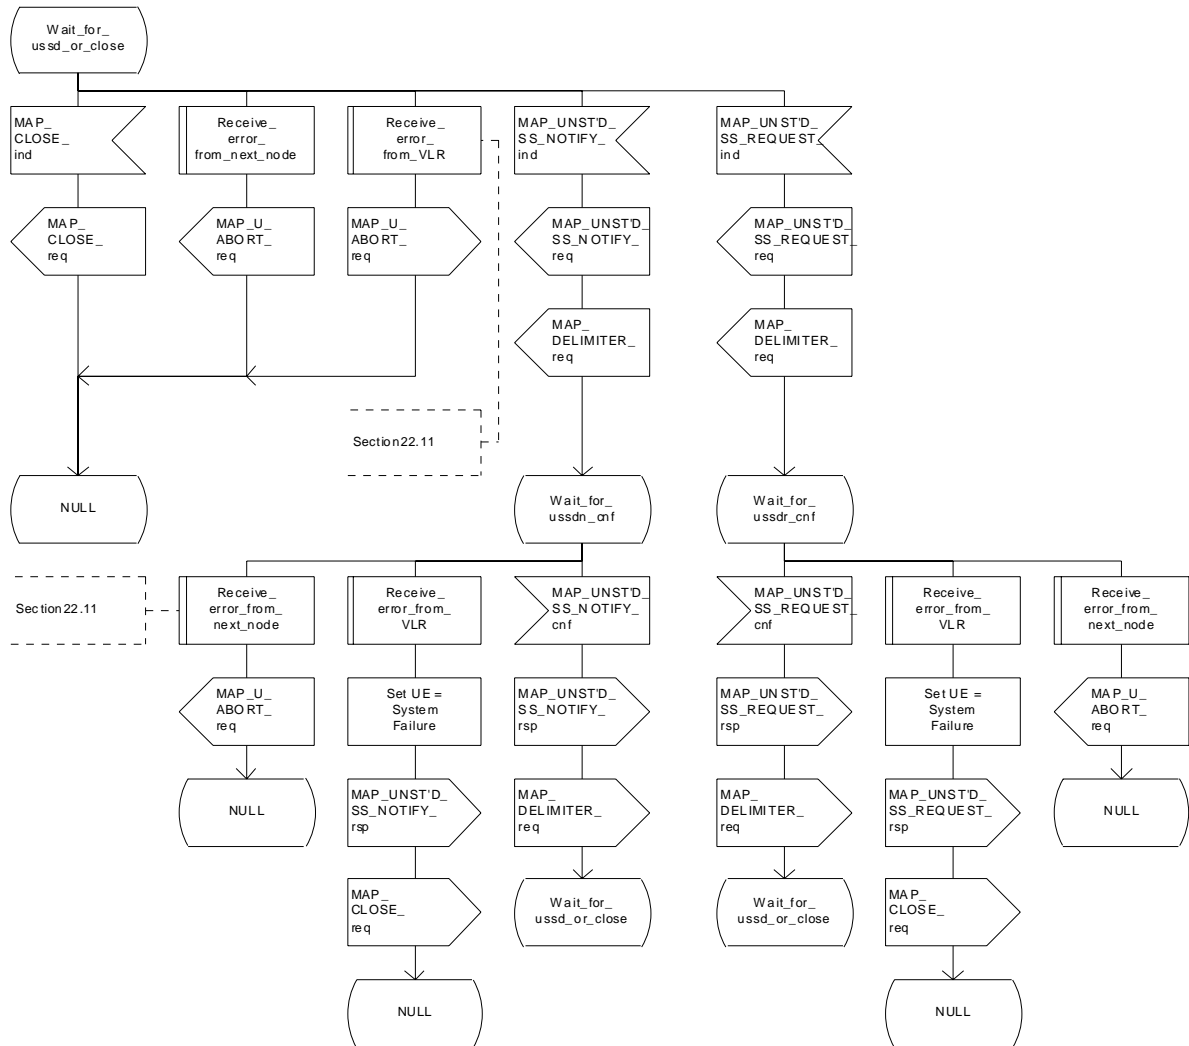 Wait_for_
ussd_or_close
MAP_
CLOSE_
ind
Receive_
error_
from_next_node
Receive_
error_
from_VLR
MAP_UNST'D_
SS_NOTIFY_
ind
MAP_UNST'D_
SS_REQUEST_
ind
MAP_
CLOSE_
req
MAP_U_
ABORT_
req
MAP_U_
ABORT_
req
MAP_UNST'D_
SS_NOTIFY_
req
MAP_UNST'D_
SS_REQUEST_
req
MAP_
DELIMITER_
req
MAP_
DELIMITER_
req
Section22.11
NULL
Wait_for_
ussdn_cnf
Wait_for_
ussdr_cnf
Section22.11
Receive_
error_from_
next_node
Receive_
error_from_
VLR
MAP_UNST'D_
SS_NOTIFY_
cnf
MAP_UNST'D_
SS_REQUEST_
cnf
Receive_
error_from_
VLR
Receive_
error_from_
next_node
MAP_U_
ABORT_
req
Set UE =
System
Failure
MAP_UNST'D_
SS_NOTIFY_
rsp
MAP_UNST'D_
SS_REQUEST_
rsp
Set UE =
System
Failure
MAP_U_
ABORT_
req
NULL
MAP_UNST'D_
SS_NOTIFY_
rsp
MAP_
DELIMITER_
req
MAP_
DELIMITER_
req
MAP_UNST'D_
SS_REQUEST_
rsp
NULL
MAP_
CLOSE_
req
Wait_for_
ussd_or_close
Wait_for_
ussd_or_close
MAP_
CLOSE_
req
NULL
NULL